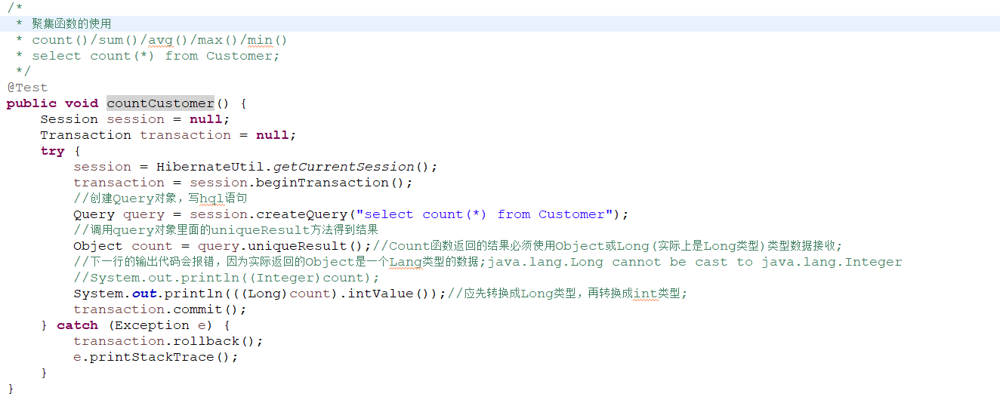 /*
 * 聚集函数的使用
 * count()/sum()/avg()/max()/min()
 * select count(*) from Customer;
 */
@Test
public void countCustomer() {
    Session session = null;
    Transaction transaction = null;
    try {
        session = HibernateUtil.getCurrentSession();
        transaction = session.beginTransaction();
        //创建Query对象，写hql语句
        Query query = session.createQuery("select count(*) from Customer");
        //调用query对象里面的uniqueResult方法得到结果
        Object count = query.uniqueResult();//Count函数返回的结果必须使用Object或Long(实际上是Long类型)类型数据接收;
        //下一行的输出代码会报错，因为实际返回的Object是一个Lang类型的数据;java.lang.Long cannot be cast to java.lang.Integer
        //System.out.println((Integer)count);
        System.out.println(((Long)count).intValue());//应先转换成Long类型，再转换成int类型;
        transaction.commit();
    } catch (Exception e) {
        transaction.rollback();
        e.printStackTrace();
    }
}